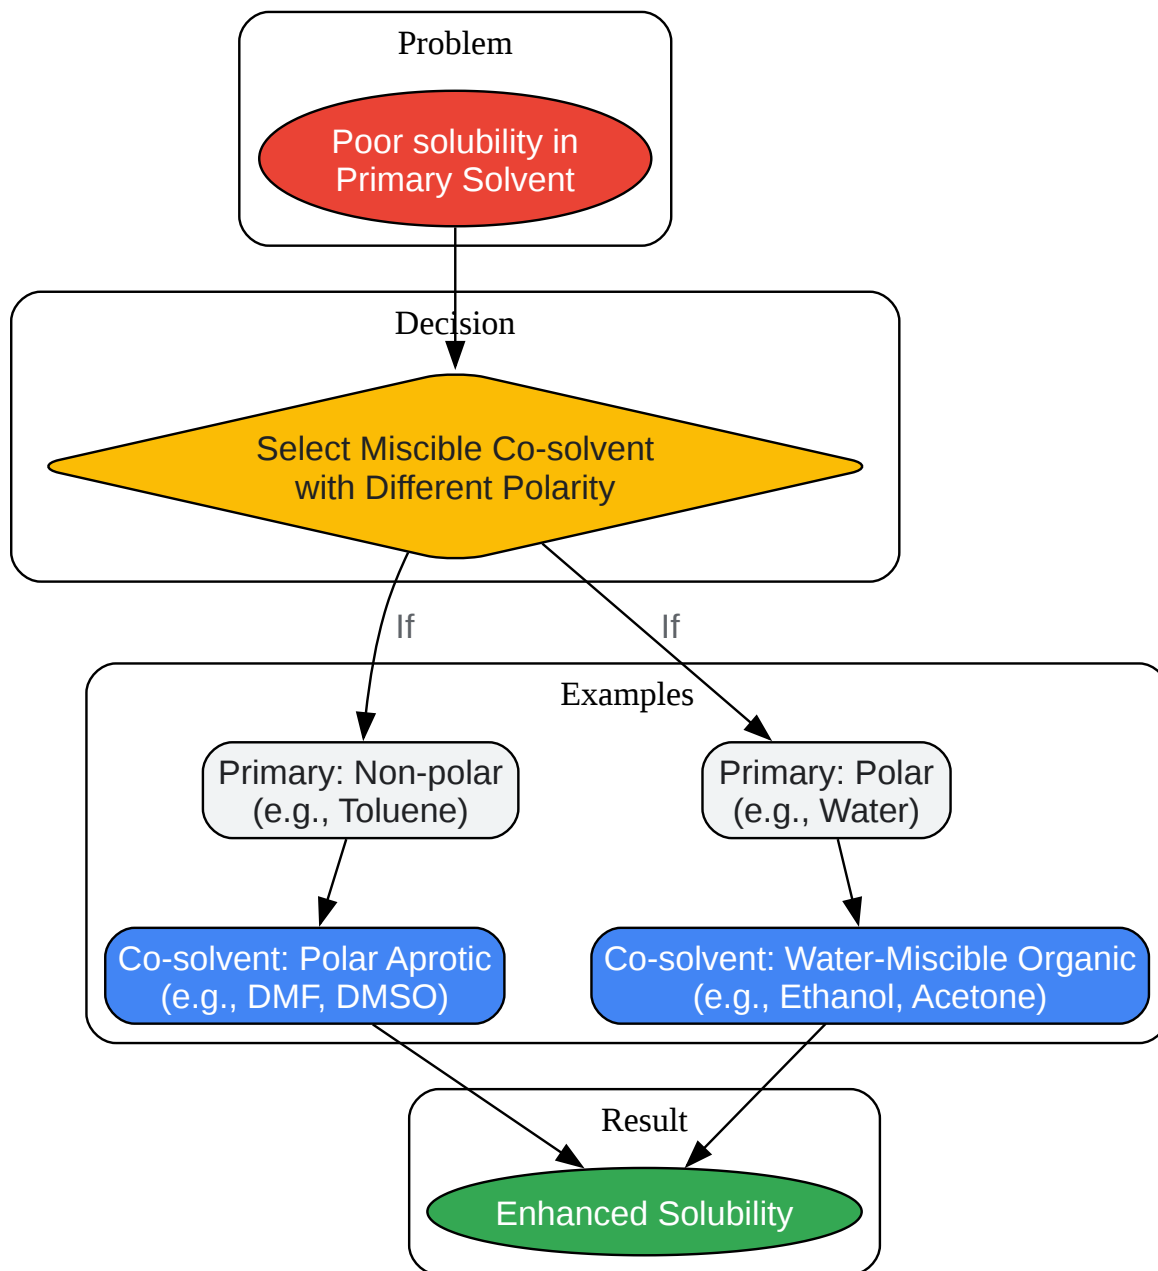 Problem
Poor solubility in
Primary Solvent
Decision
Select Miscible Co-solvent
with Different Polarity
If
If
Examples
Primary: Non-polar
(e.g., Toluene)
Primary: Polar
(e.g., Water)
Co-solvent: Polar Aprotic
(e.g., DMF, DMSO)
Co-solvent: Water-Miscible Organic
(e.g., Ethanol, Acetone)
Result
Enhanced Solubility